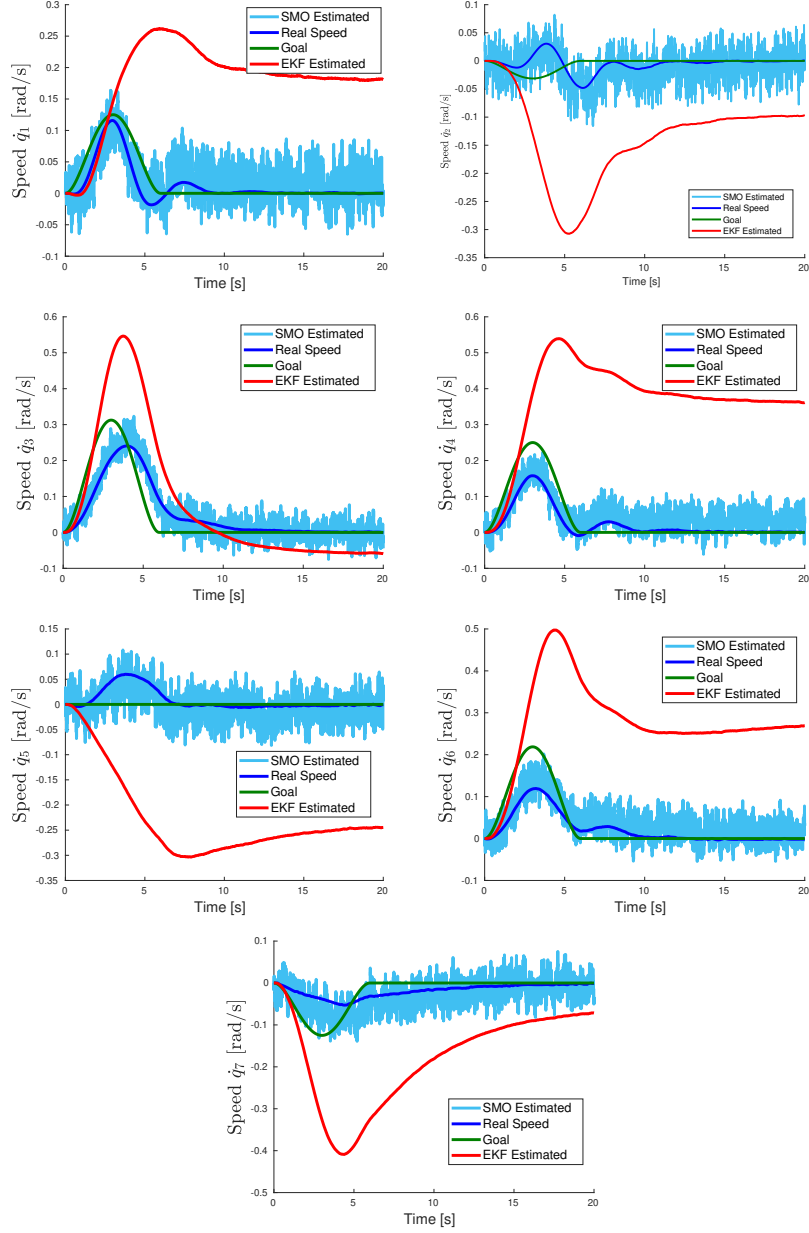 SMO Estimated
Real Speed
Goal
EKF Estimated
0.3
0.25
0.2
0.15
0.1
0.05
0
-0.05
-0.1
0 5 10 15 20
Speed q̇₁ [rad/s]
Time [s]
0.1
0.05
0
-0.05
-0.1
-0.15
-0.2
-0.25
-0.3
-0.35
0 5 10 15 20
Speed q̇₂ [rad/s]
Time [s]
SMO Estimated
Real Speed
Goal
EKF Estimated
0.6
0.5
0.4
0.3
0.2
0.1
0
-0.1
0 5 10 15 20
Speed q̇₃ [rad/s]
Time [s]
SMO Estimated
Real Speed
Goal
EKF Estimated
0.6
0.5
0.4
0.3
0.2
0.1
0
-0.1
0 5 10 15 20
Speed q̇₄ [rad/s]
Time [s]
SMO Estimated
Real Speed
Goal
EKF Estimated
0.15
0.1
0.05
0
-0.05
-0.1
-0.15
-0.2
-0.25
-0.3
-0.35
0 5 10 15 20
Speed q̇₅ [rad/s]
Time [s]
SMO Estimated
Real Speed
Goal
EKF Estimated
0.5
0.4
0.3
0.2
0.1
0
-0.1
0 5 10 15 20
Speed q̇₆ [rad/s]
Time [s]
SMO Estimated
Real Speed
Goal
EKF Estimated
0.1
0
-0.1
-0.2
-0.3
-0.4
-0.5
0 5 10 15 20
Speed q̇₇ [rad/s]
Time [s]
SMO Estimated
Real Speed
Goal
EKF Estimated